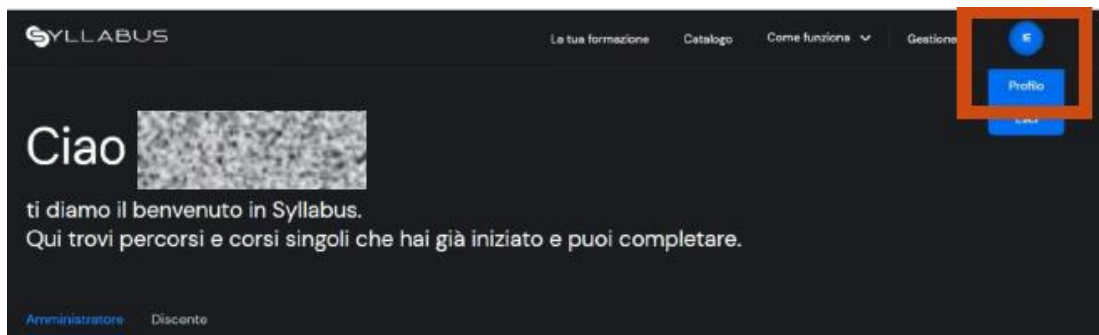 SYLLABUS
La tua formazione Catalogo Come funziona Gestione
Profilo
Esci
Ciao
ti diamo il benvenuto in Syllabus.
Qui trovi percorsi e corsi singoli che hai già iniziato e puoi completare.
Amministratore Discente